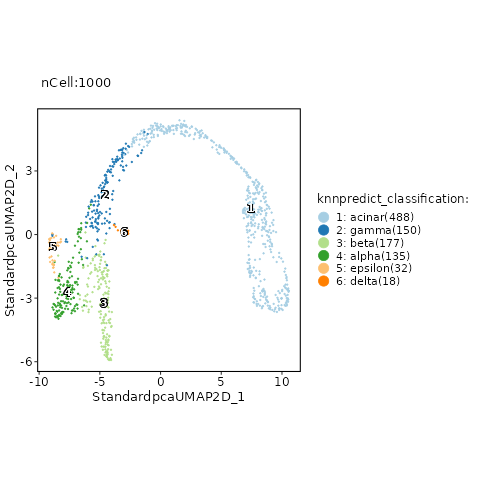 nCell:1000
StandardpcaUMAP2D_2
3
0
-3
-6
-10
-5
0
5
10
StandardpcaUMAP2D_1
2
1
6
5
4
3
knnpredict_classification:
1: acinar(488)
2: gamma(150)
3: beta(177)
4: alpha(135)
5: epsilon(32)
6: delta(18)